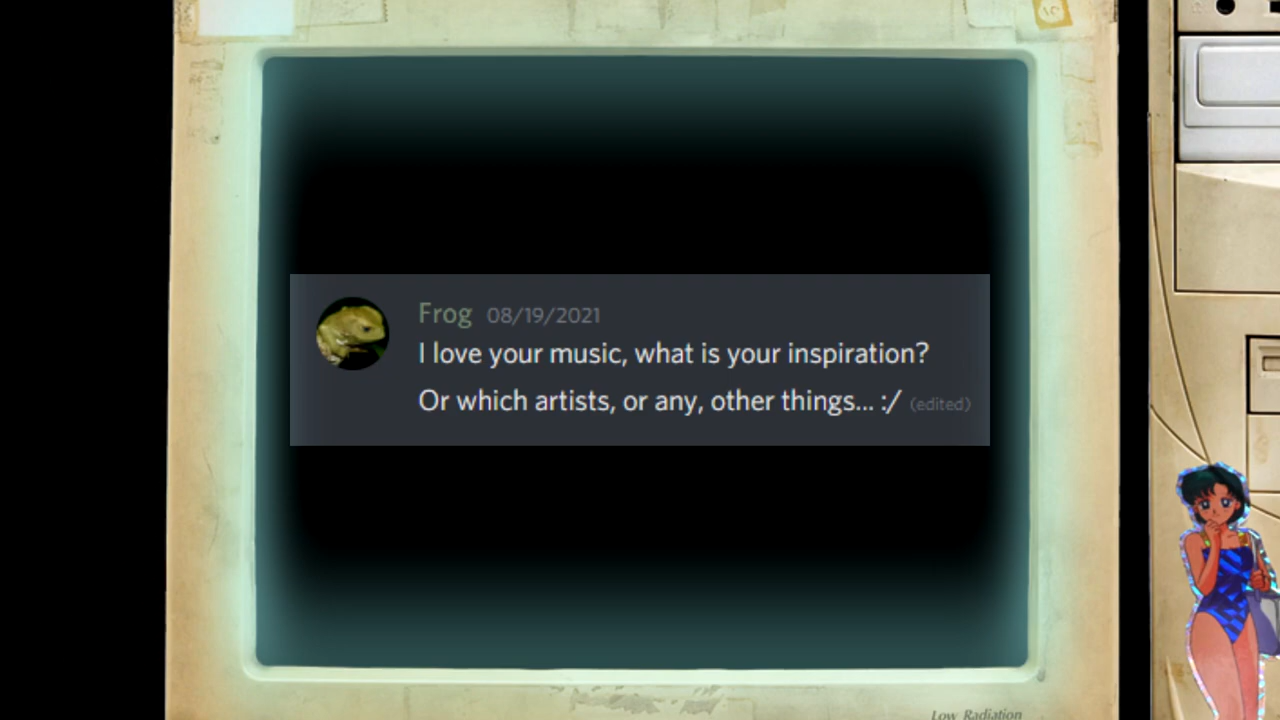 Frog 08/19/2021
I love your music, what is your inspiration?
Or which artists, or any, other things... :/ (edited)
Low Radiation